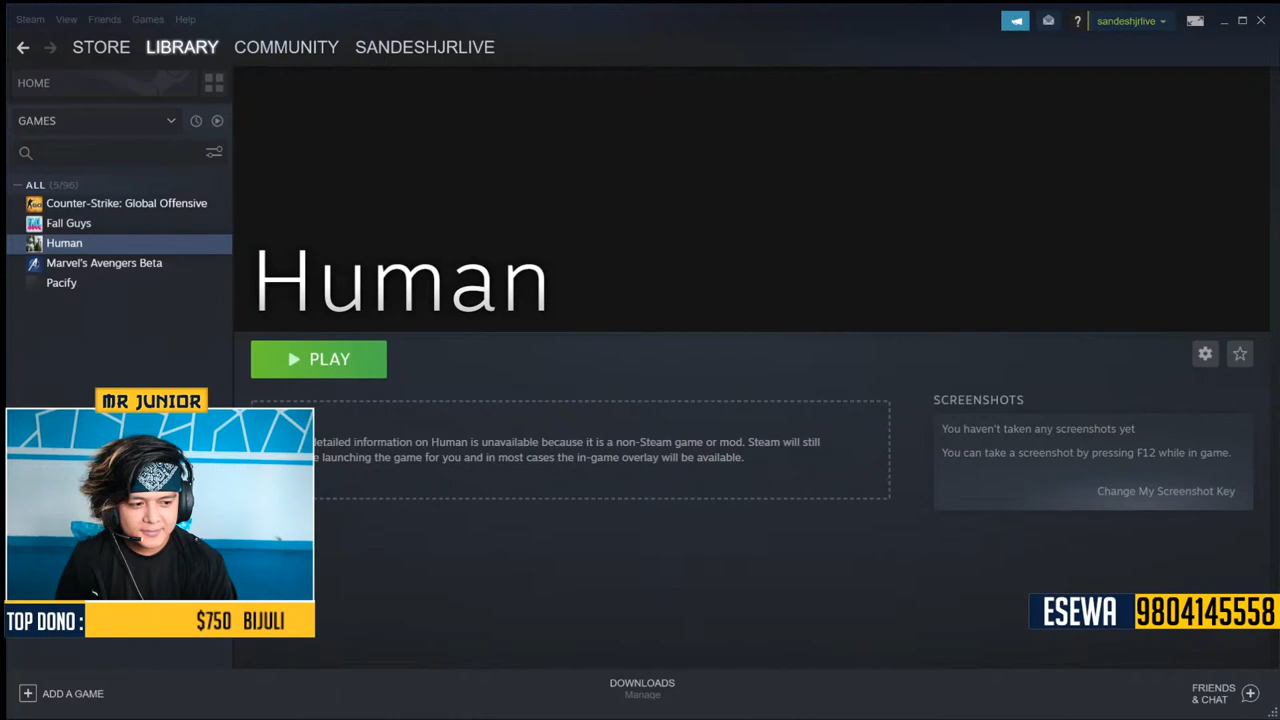 Steam View Friends Games Help
sandeshjrlive
STORE LIBRARY COMMUNITY SANDESHJRLIVE
HOME
GAMES
ALL (5/96)
Counter-Strike: Global Offensive
Fall Guys
Human
Marvel's Avengers Beta
Pacify
Human
PLAY
detailed information on Human is unavailable because it is a non-Steam game or mod. Steam will still
launching the game for you and in most cases the in-game overlay will be available.
SCREENSHOTS
You haven't taken any screenshots yet
You can take a screenshot by pressing F12 while in game.
Change My Screenshot Key
MR JUNIOR
TOP DONO : $750 BIJULI
ESEWA 9804145558
ADD A GAME
DOWNLOADS
Manage
FRIENDS
& CHAT